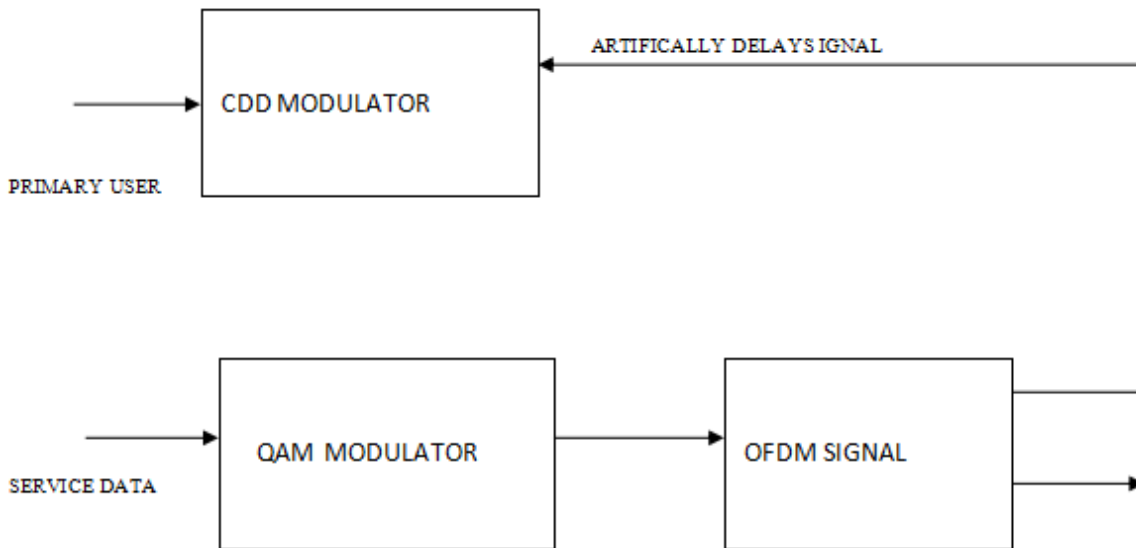 ARTIFICALLY DELAYS IGNAL
CDD MODULATOR
PRIMARY USER
QAM MODULATOR
OFDM SIGNAL
SERVICE DATA